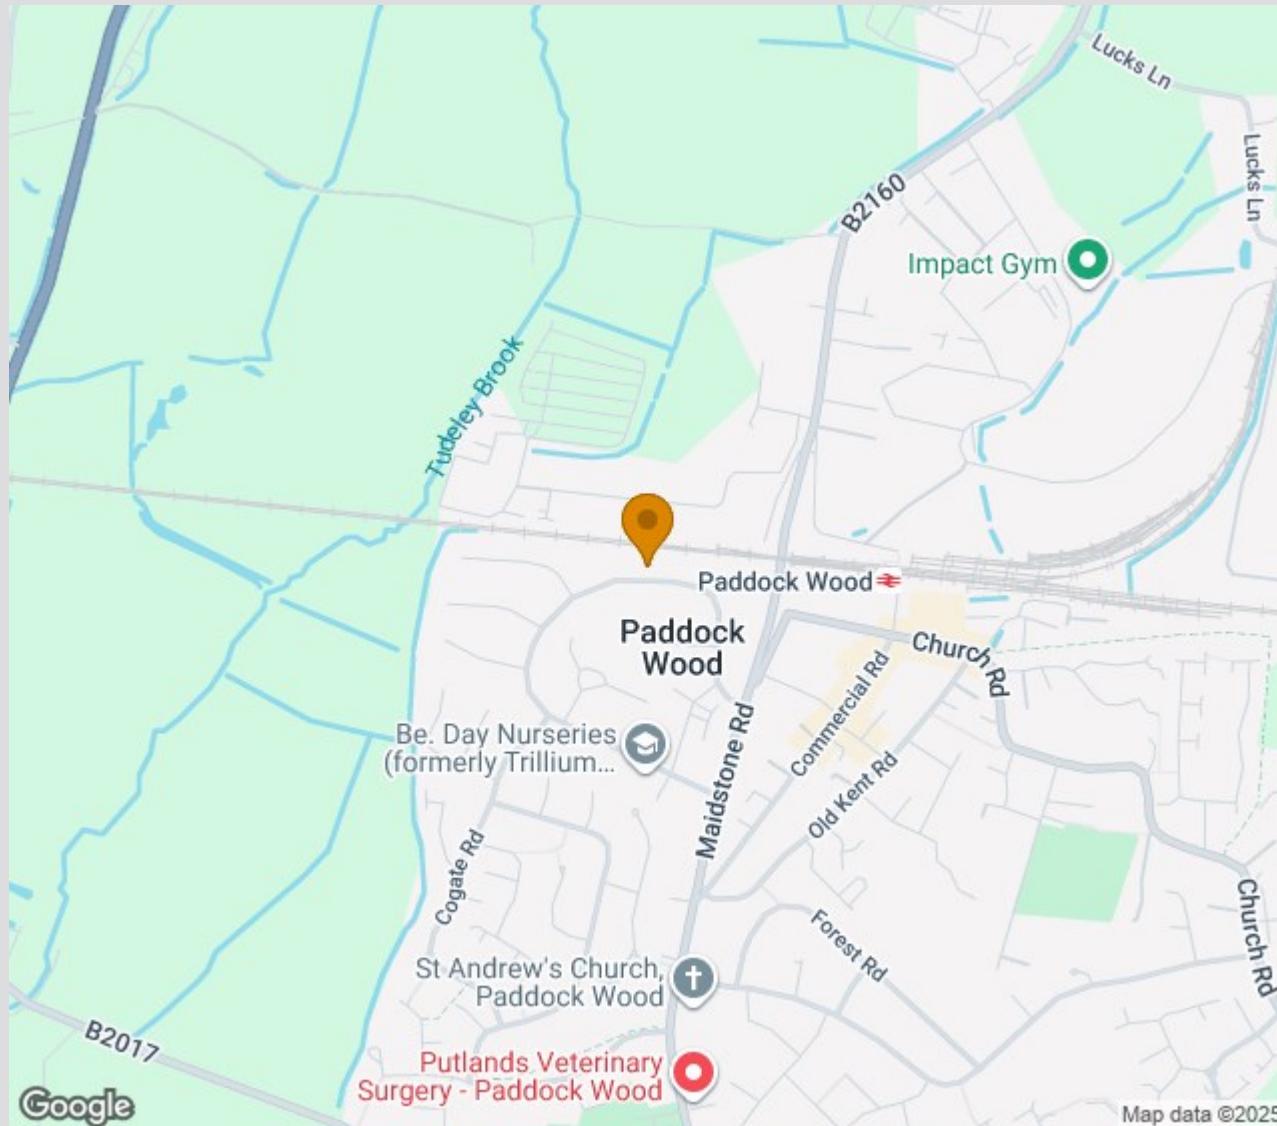 Lucks Ln
Lucks Ln
B2160
Impact Gym
Tudeley Brook
Paddock Wood
Paddock
Wood
Church Rd
Commercial Rd
Be. Day Nurseries
(formerly Trillium...
Maidstone Rd
Old Kent Rd
Cogate Rd
Church Rd
Forest Rd
St Andrew's Church,
Paddock Wood
B2017
Putlands Veterinary
Surgery - Paddock Wood
Google
Map data ©2025